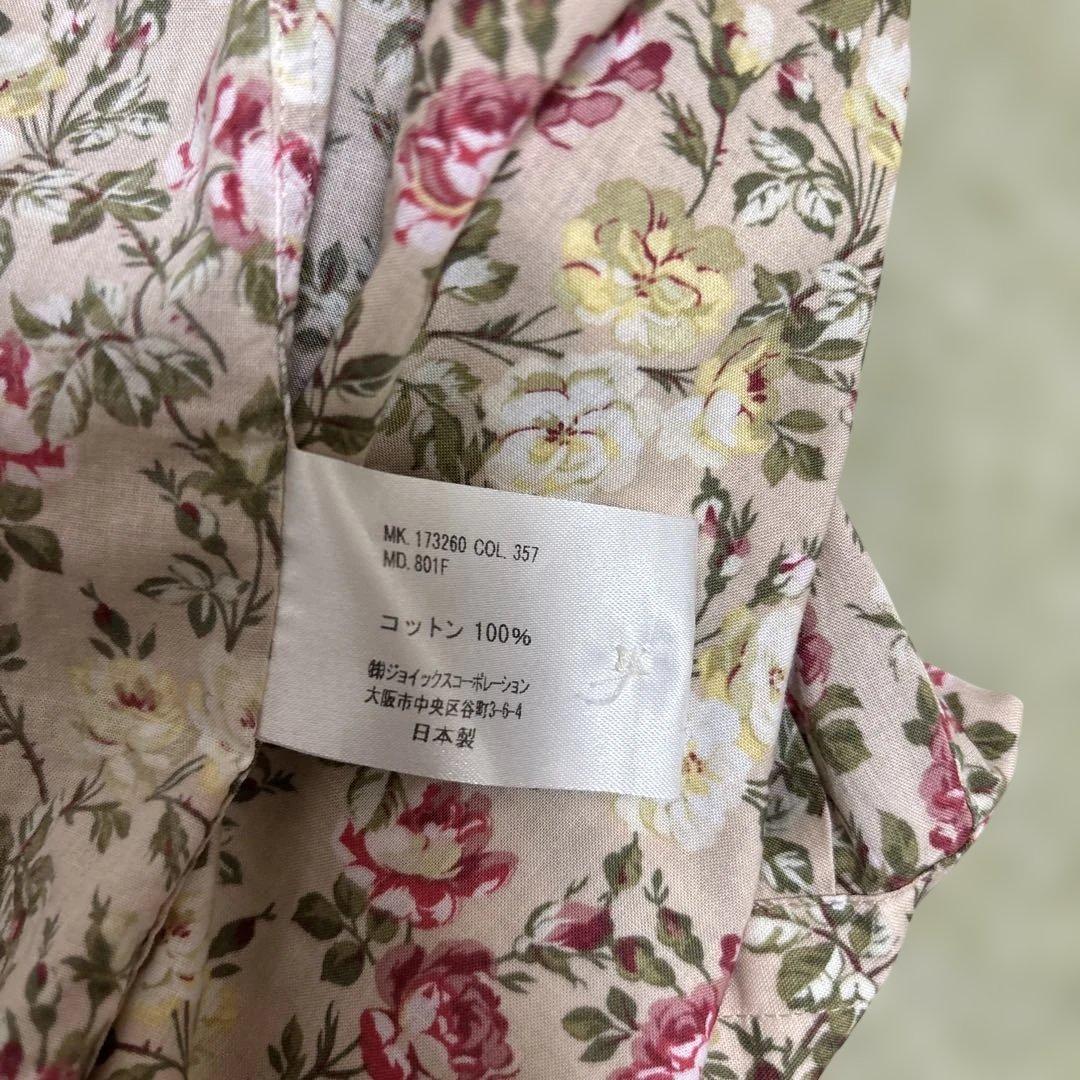 MK. 173260 COL. 357
MD. 801F
コットン 100%
㈱ジョイックスコーポレーション
大阪市中央区谷町3-6-4
日本製